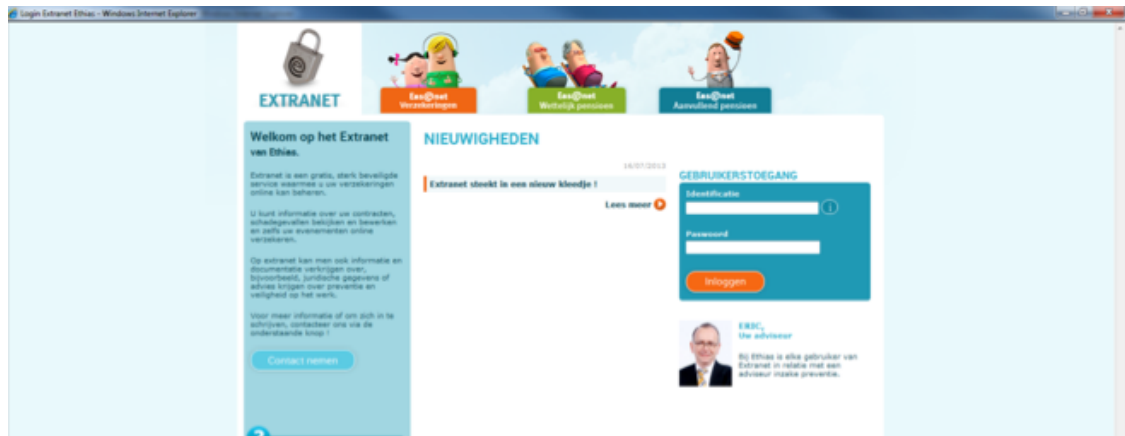 Login Extranet Ethias - Windows Internet Explorer
EXTRANET
Eas@net
Verzekeringen
Eas@net
Wettelijk pensioen
Eas@net
Aanvullend pensioen
Welkom op het Extranet
van Ethias.
Extranet is een gratis, sterk beveiligde
service waarmee u uw verzekeringen
online kan beheren.
U kunt informatie over uw contracten,
schadegevallen bekijken en bewerken
en zelfs uw evenementen online
verzekeren.
Op extranet kan men ook informatie en
documentatie verkrijgen over,
bijvoorbeeld, juridische gegevens of
advies krijgen over preventie en
veiligheid op het werk.
Voor meer informatie of om zich in te
schrijven, contacteer ons via de
onderstaande knop !
Contact nemen
NIEUWIGHEDEN
16/07/2013
Extranet steekt in een nieuw kleedje !
Lees meer
GEBRUIKERSTOEGANG
Identificatie
Paswoord
Inloggen
ERIC,
Uw adviseur
Bij Ethias is elke gebruiker van
Extranet in relatie met een
adviseur inzake preventie.